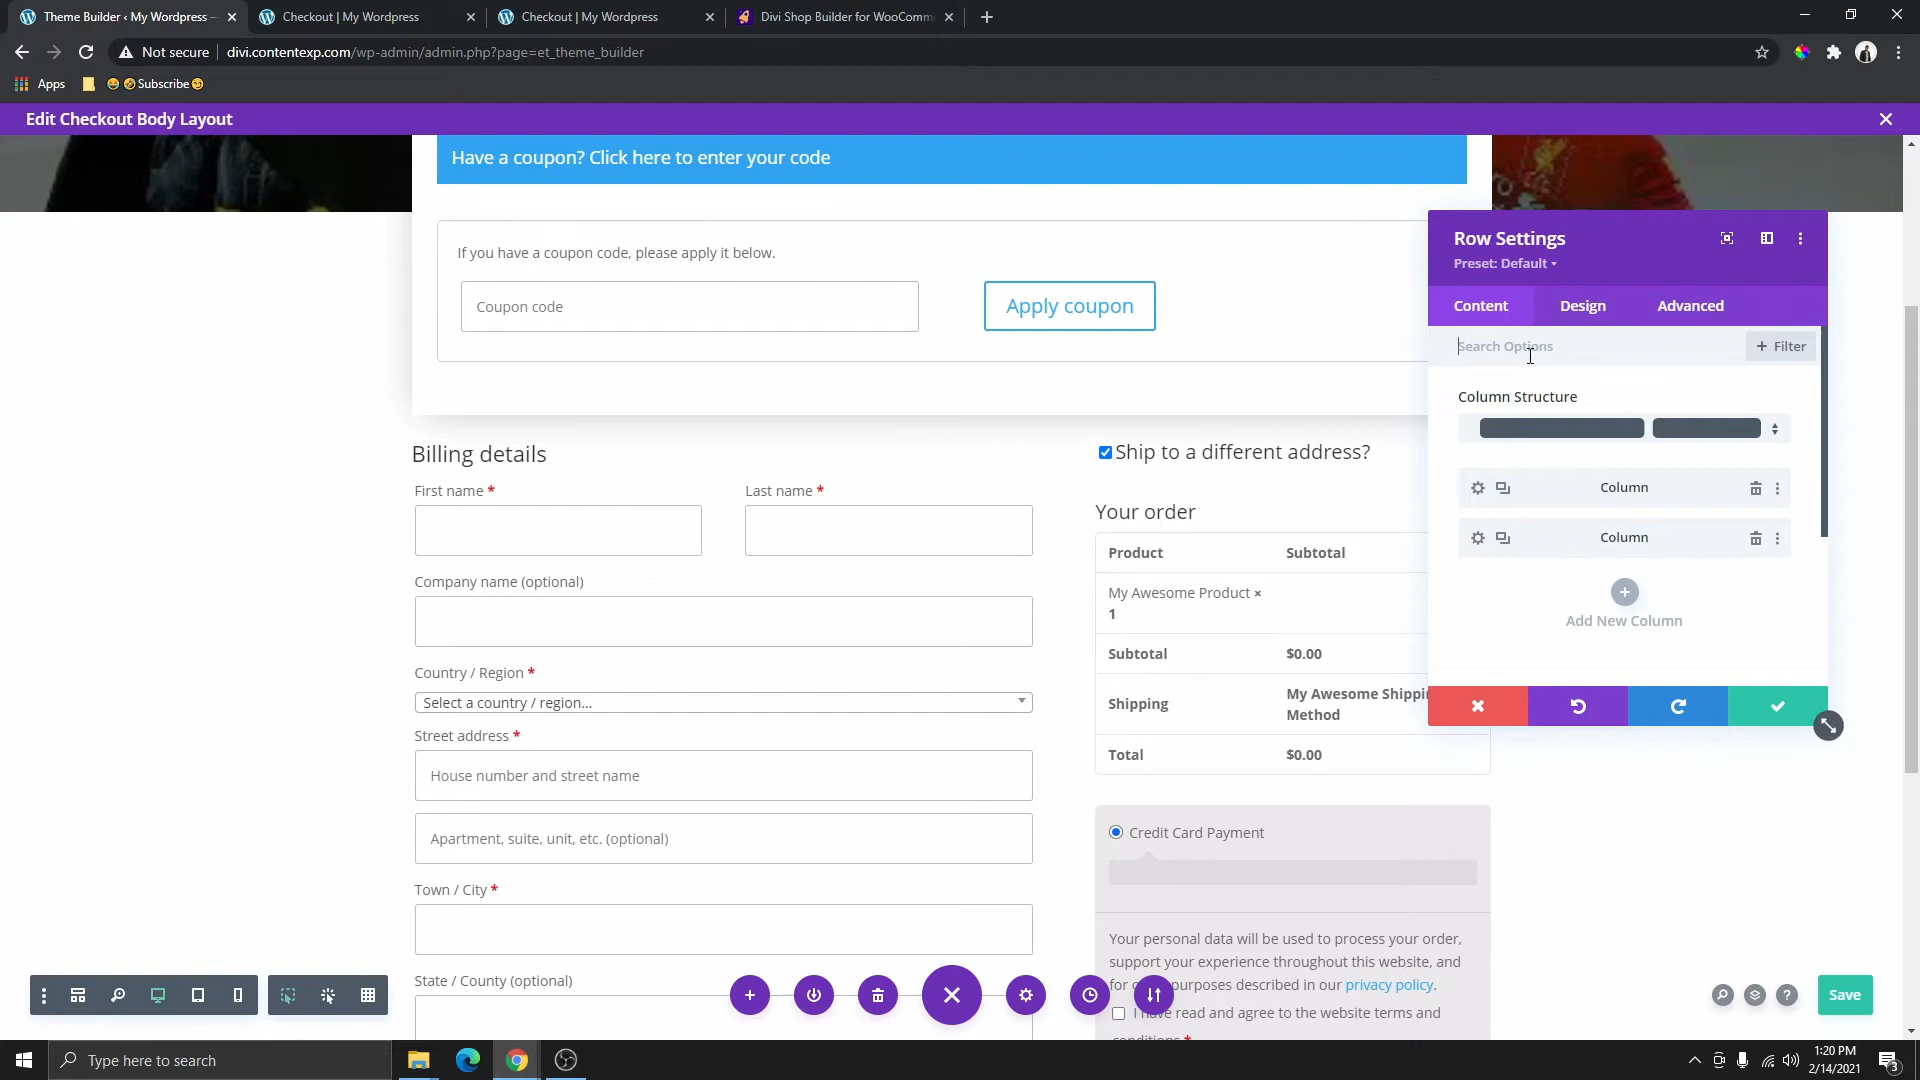 Theme Builder ‹ My Wordpress —
Checkout | My Wordpress
Checkout | My Wordpress
Divi Shop Builder for WooComm
Not secure
divi.contentexp.com/wp-admin/admin.php?page=et_theme_builder
Apps
😄🤣Subscribe😏
Edit Checkout Body Layout
Have a coupon? Click here to enter your code
If you have a coupon code, please apply it below.
Coupon code
Apply coupon
Row Settings
Preset: Default
Content
Design
Advanced
Search Options
+ Filter
Column Structure
Column
Column
Add New Column
Billing details
Ship to a different address?
First name *
Last name *
Your order
Product
Subtotal
Company name (optional)
My Awesome Product ×
1
Subtotal
$0.00
Country / Region *
Select a country / region...
Shipping
My Awesome Shippin
Method
Street address *
House number and street name
Total
$0.00
Apartment, suite, unit, etc. (optional)
Credit Card Payment
Town / City *
Your personal data will be used to process your order,
support your experience throughout this website, and
for purposes described in our privacy policy.
State / County (optional)
I have read and agree to the website terms and
conditions *
Save
Type here to search
1:20 PM
2/14/2021
3